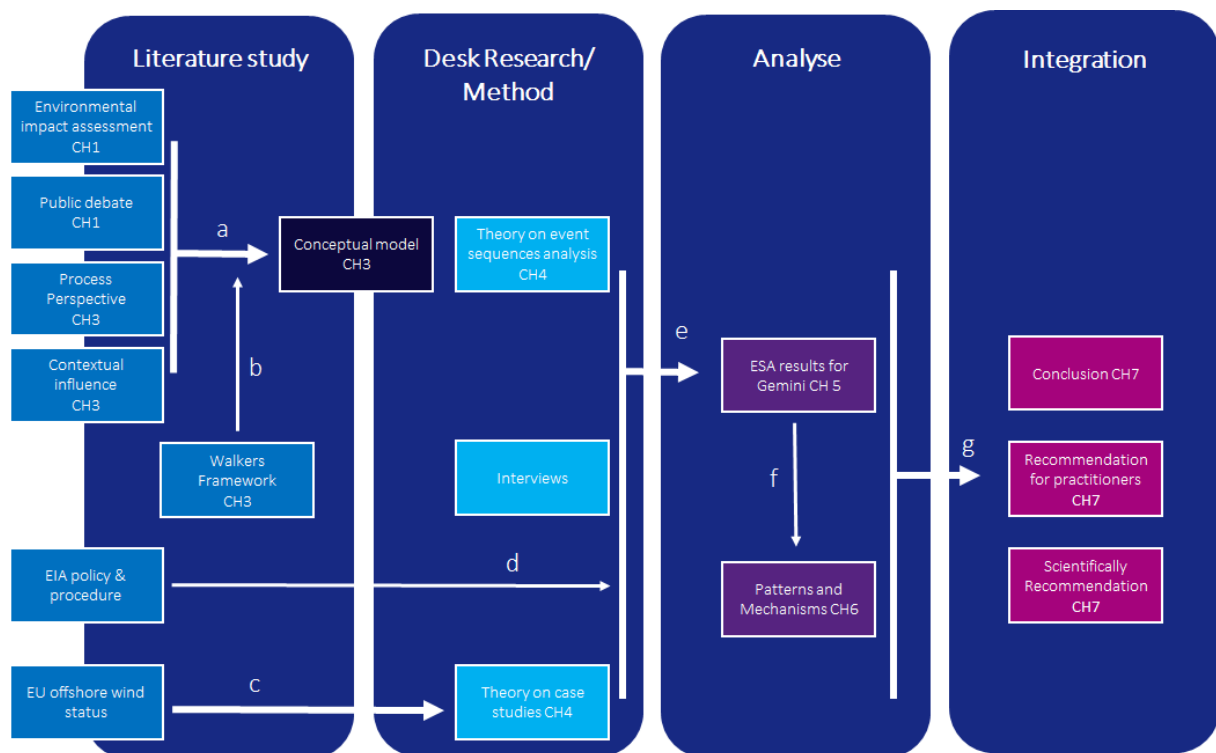 Literature study
Desk Research/
Method
Analyse
Integration
Environmental
impact assessment
CH1
Public debate
CH1
Process
Perspective
CH3
Contextual
influence
CH3
a
b
Conceptual model
CH3
Walkers
Framework
CH3
Theory on event
sequences analysis
CH4
Interviews
EIA policy &
procedure
d
EU offshore wind
status
c
Theory on case
studies CH4
e
ESA results for
Gemini CH 5
f
Patterns and
Mechanisms CH6
g
Conclusion CH7
Recommendation
for practitioners
CH7
Scientifically
Recommendation
CH7